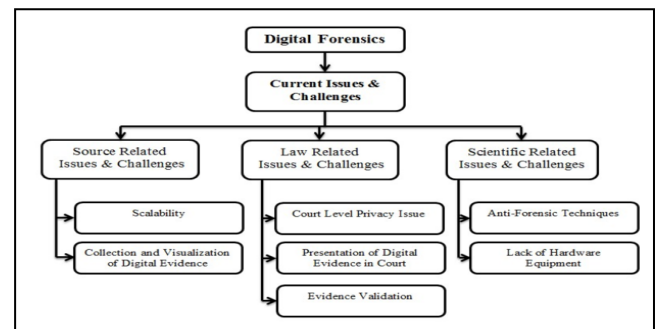 Digital Forensics
Current Issues &
Challenges
Source Related
Issues & Challenges
Law Related
Issues & Challenges
Scientific Related
Issues & Challenges
Scalability
Collection and Visualization
of Digital Evidence
Court Level Privacy Issue
Presentation of Digital
Evidence in Court
Evidence Validation
Anti-Forensic Techniques
Lack of Hardware
Equipment